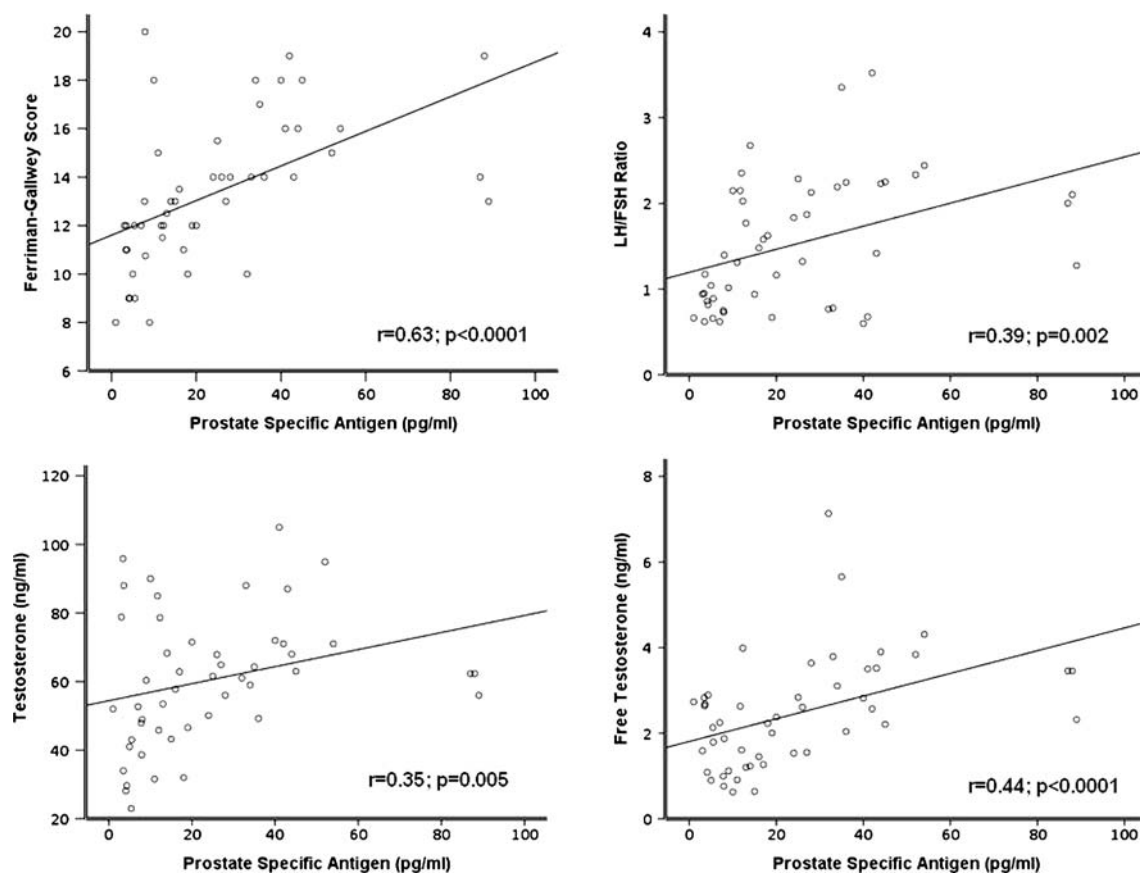 20
18
16
14
12
10
8
6
Ferriman-Gallwey Score
r=0.63; p<0.0001
0 20 40 60 80 100
Prostate Specific Antigen (pg/ml)
4
3
2
1
0
LH/FSH Ratio
r=0.39; p=0.002
0 20 40 60 80 100
Prostate Specific Antigen (pg/ml)
120
100
80
60
40
20
Testosterone (ng/ml)
r=0.35; p=0.005
0 20 40 60 80 100
Prostate Specific Antigen (pg/ml)
8
6
4
2
0
Free Testosterone (ng/ml)
r=0.44; p<0.0001
0 20 40 60 80 100
Prostate Specific Antigen (pg/ml)